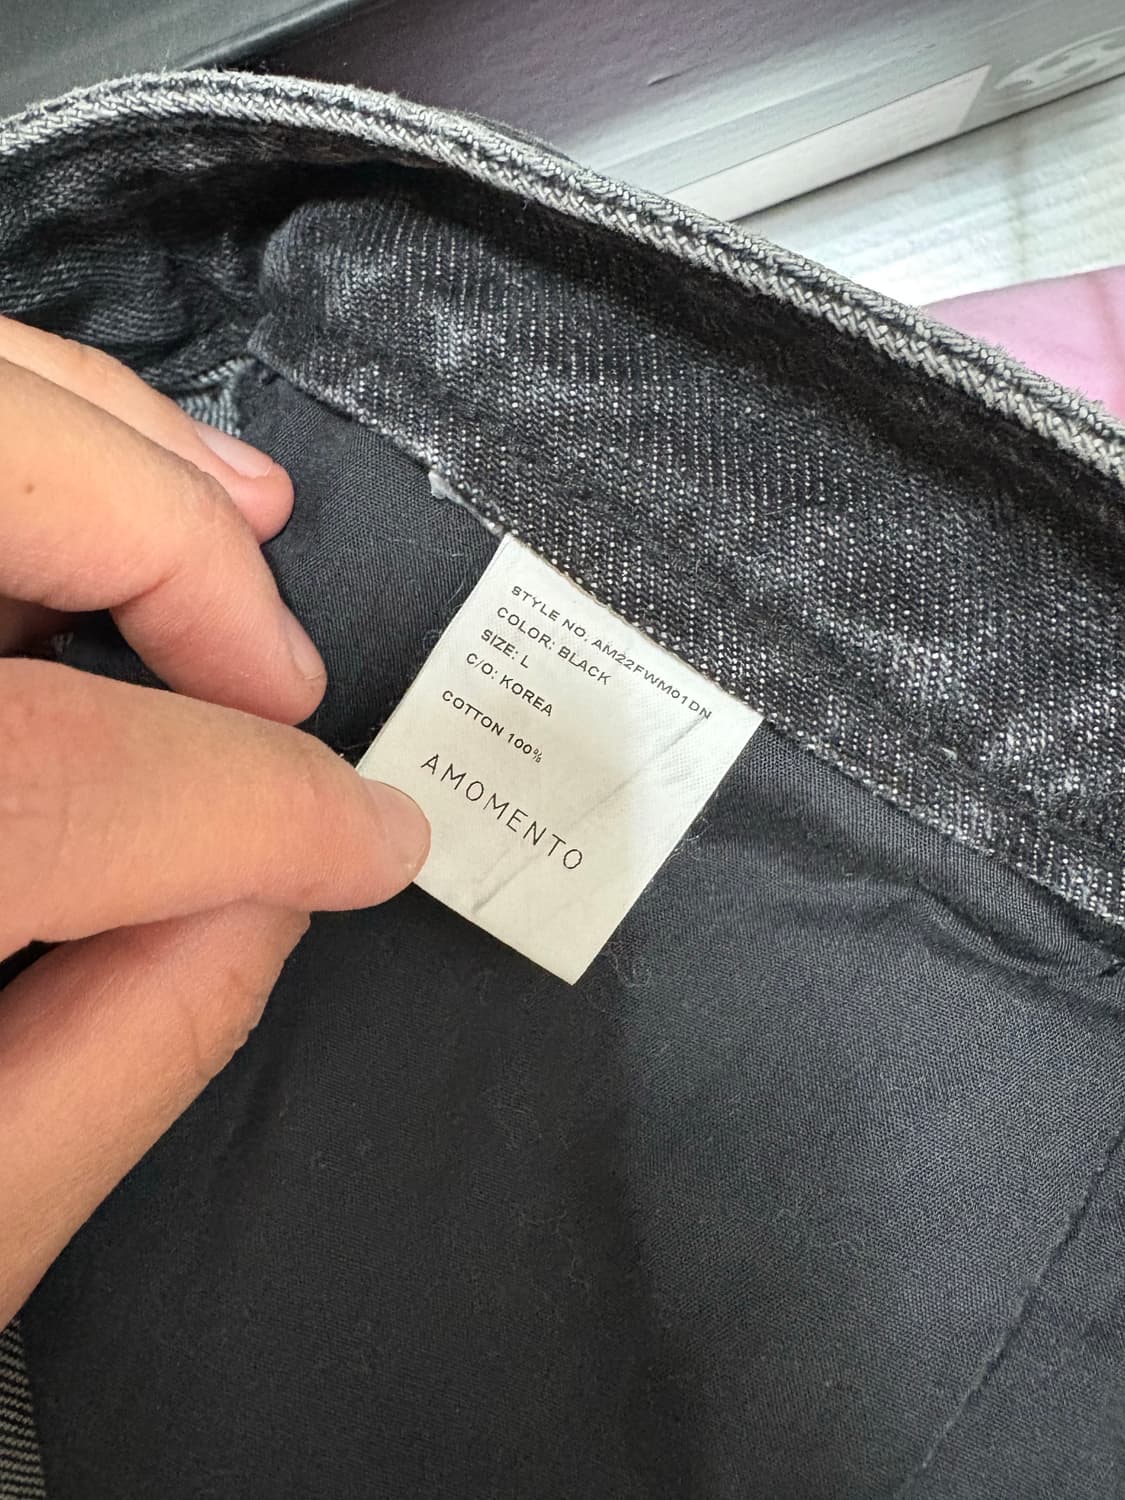 STYLE NO. AM22FWM01DN
COLOR: BLACK
SIZE: L
C/O: KOREA
COTTON 100%
AMOMENTO